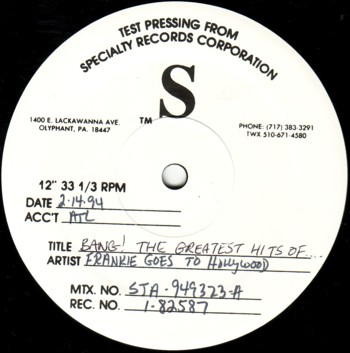 TEST PRESSING FROM
SPECIALTY RECORDS CORPORATION
S
TM
1400 E. LACKAWANNA AVE.
OLYPHANT, PA. 18447
PHONE: (717) 383-3291
TWX 510-671-4580
12" 33 1/3 RPM
DATE 2-14-94
ACC'T ATL
TITLE BANG! THE GREATEST HITS OF....
ARTIST FRANKIE GOES TO HOLLYWOOD
MTX. NO. STA-949323-A
REC. NO. 1-82587